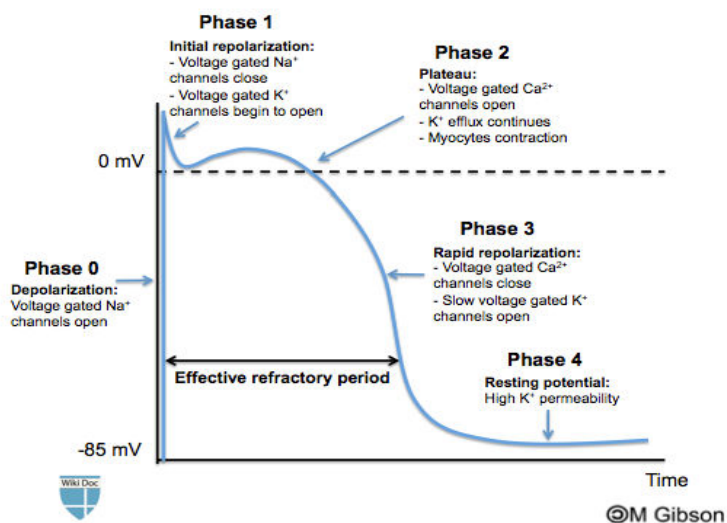 Phase 1
Initial repolarization:
- Voltage gated Na⁺
channels close
- Voltage gated K⁺
channels begin to open
Phase 2
Plateau:
- Voltage gated Ca²⁺
channels open
- K⁺ efflux continues
- Myocytes contraction
0 mV
Phase 0
Depolarization:
Voltage gated Na⁺
channels open
Phase 3
Rapid repolarization:
- Voltage gated Ca²⁺
channels close
- Slow voltage gated K⁺
channels open
Effective refractory period
Phase 4
Resting potential:
High K⁺ permeability
-85 mV
Time
Wiki Doc
©M Gibson